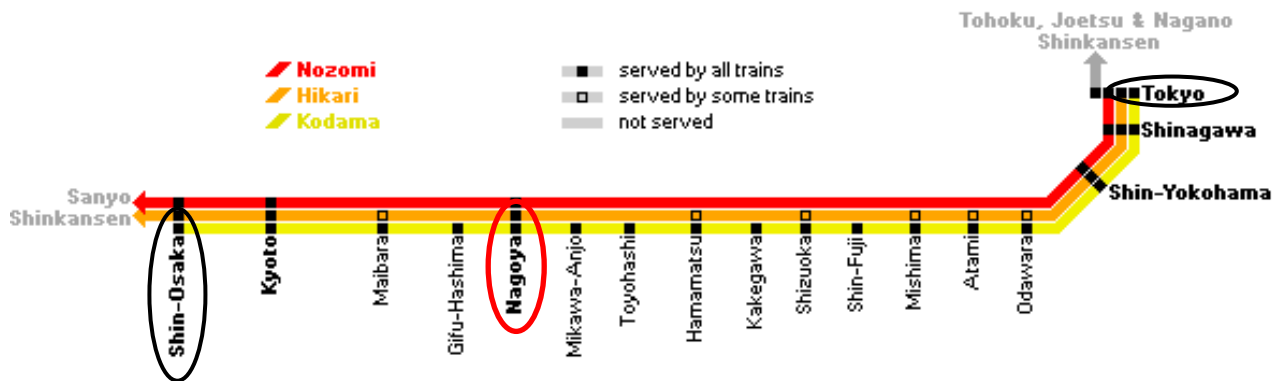 Tohoku, Joetsu & Nagano
Shinkansen
Nozomi
Hikari
Kodama
served by all trains
served by some trains
not served
Tokyo
Shinagawa
Shin-Yokohama
Sanyo
Shinkansen
Shin-Osaka
Kyoto
Maibara
Gifu-Hashima
Nagoya
Mikawa-Anjo
Toyohashi
Hamamatsu
Kakegawa
Shizuoka
Shin-Fuji
Mishima
Atami
Odawara